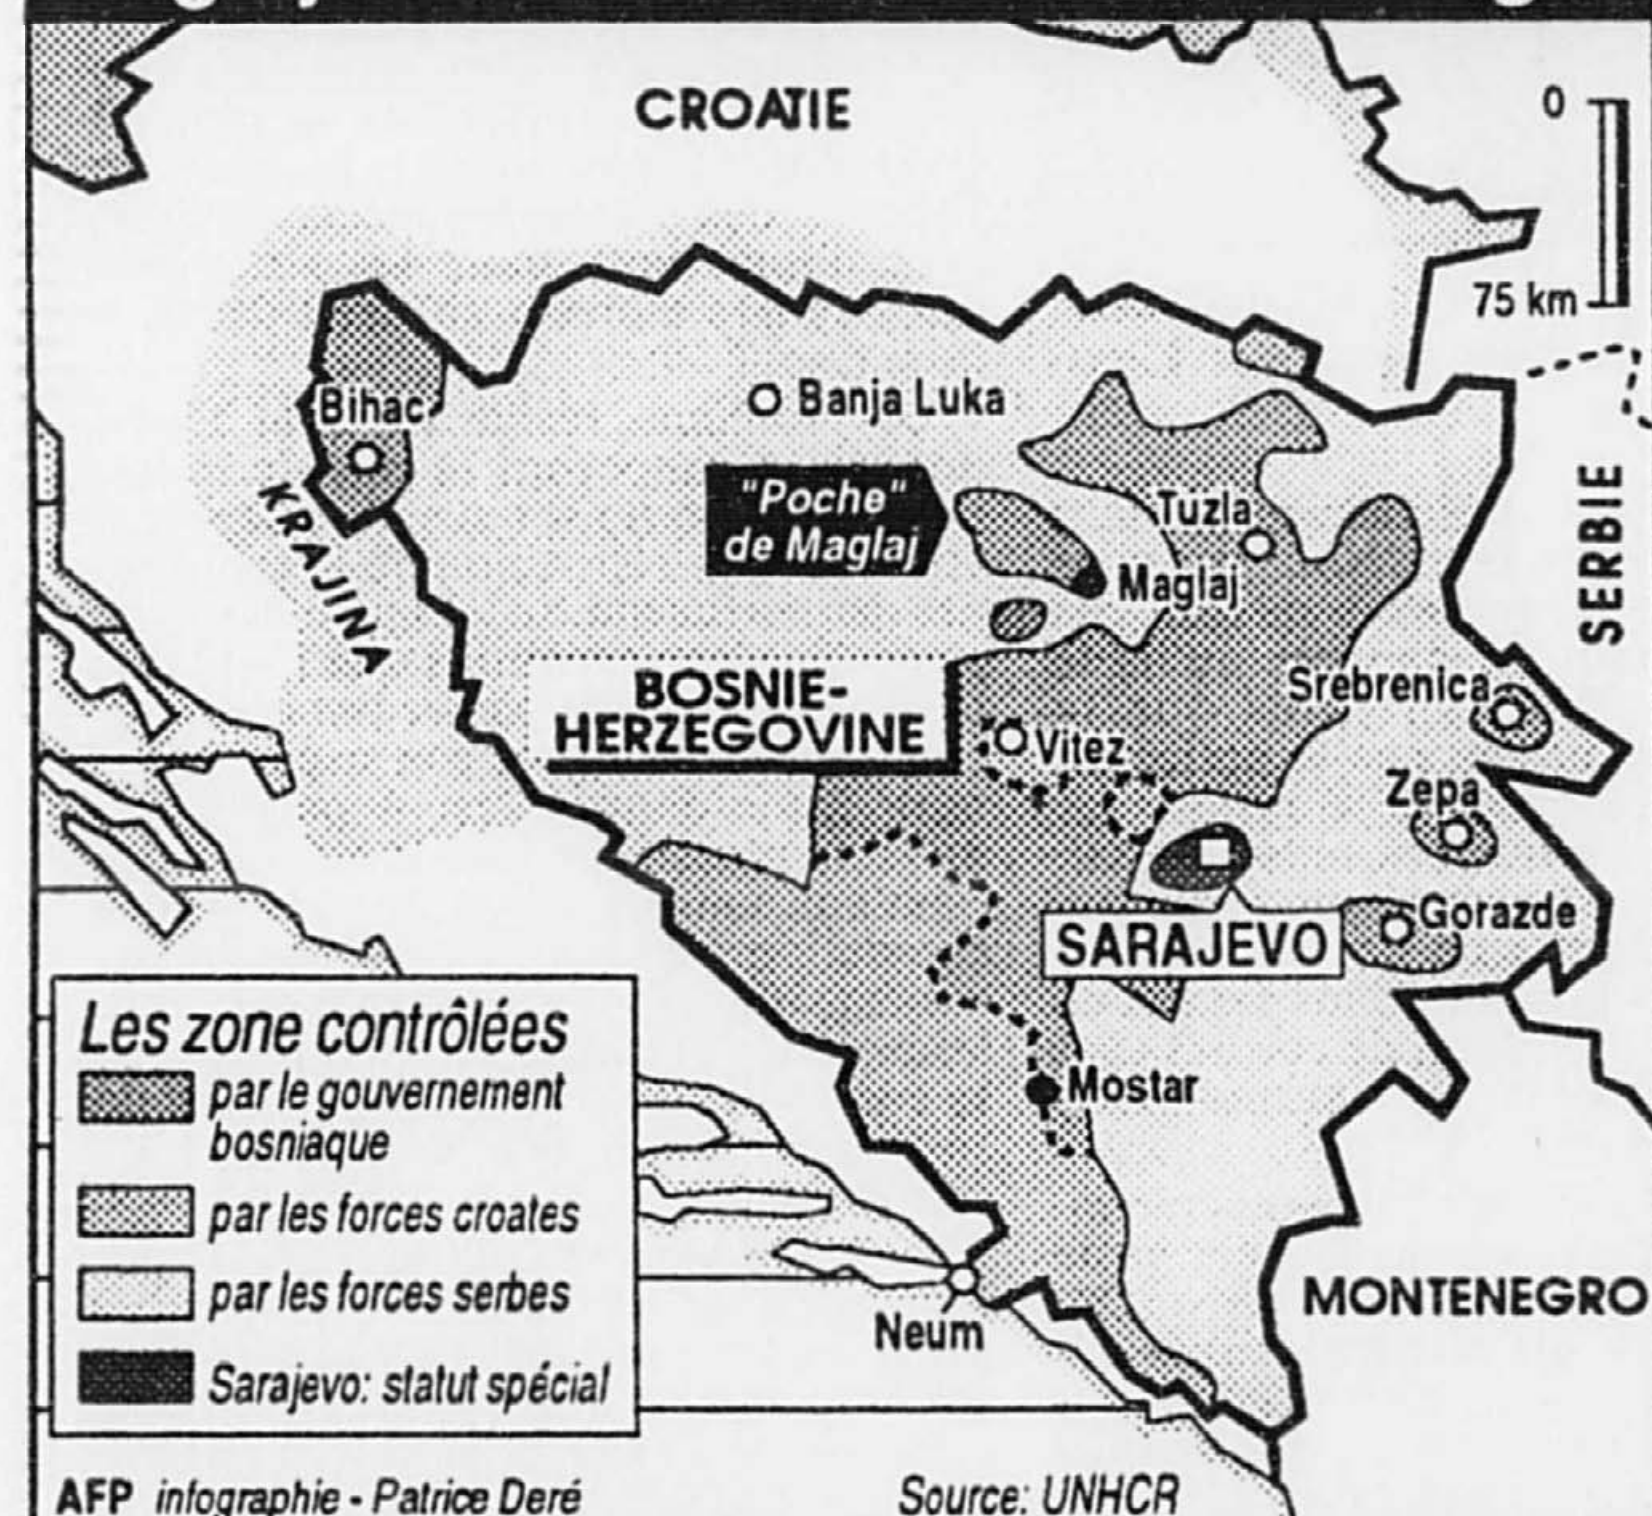 CROATIE
0
75 km
Bihac
Banja Luka
"Poche"
de Maglaj
Tuzla
Maglaj
KRAJINA
SERBIE
BOSNIE-
HERZEGOVINE
Srebrenica
Vitez
Zepa
Gorazde
SARAJEVO
Mostar
Les zone contrôlées
par le gouvernement
bosniaque
par les forces croates
par les forces serbes
Sarajevo: statut spécial
Neum
MONTENEGRO
AFP infographie - Patrice Deré
Source: UNHCR